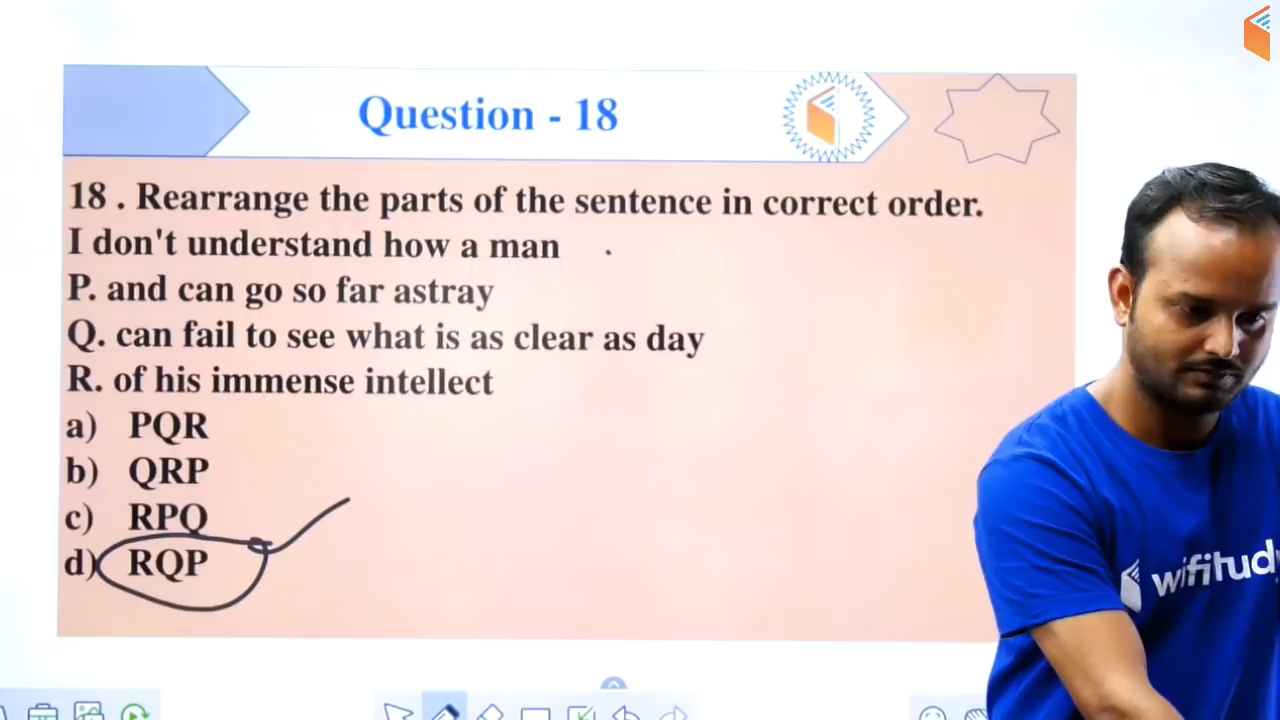 Question - 18
18 . Rearrange the parts of the sentence in correct order.
I don't understand how a man
P. and can go so far astray
Q. can fail to see what is as clear as day
R. of his immense intellect
a) PQR
b) QRP
c) RPQ
d) RQP
wifitudy